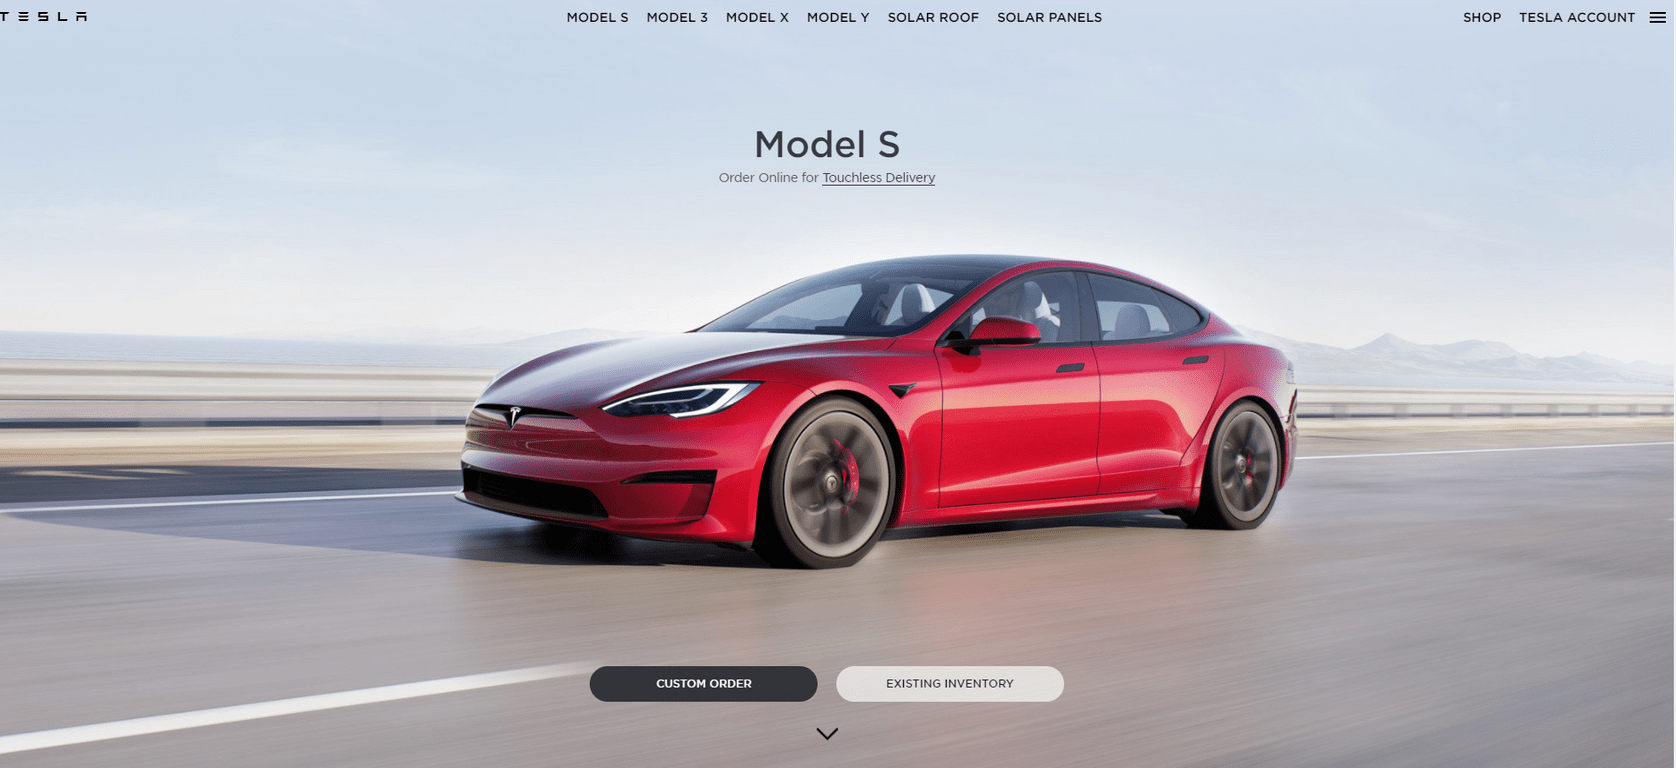 TESLA MODEL S MODEL 3 MODEL X MODEL Y SOLAR ROOF SOLAR PANELS SHOP TESLA ACCOUNT
Model S
Order Online for Touchless Delivery
CUSTOM ORDER EXISTING INVENTORY